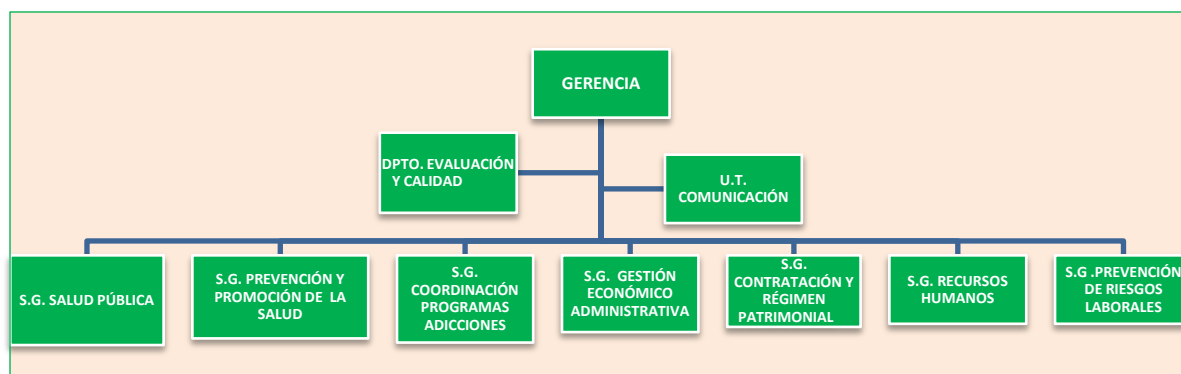 GERENCIA
DPTO. EVALUACIÓN
Y CALIDAD
U.T.
COMUNICACIÓN
S.G. SALUD PÚBLICA
S.G. PREVENCIÓN Y
PROMOCIÓN DE LA
SALUD
S.G.
COORDINACIÓN
PROGRAMAS
ADICCIONES
S.G. GESTIÓN
ECONÓMICO
ADMINISTRATIVA
S.G.
CONTRATACIÓN Y
RÉGIMEN
PATRIMONIAL
S.G. RECURSOS
HUMANOS
S.G .PREVENCIÓN
DE RIESGOS
LABORALES